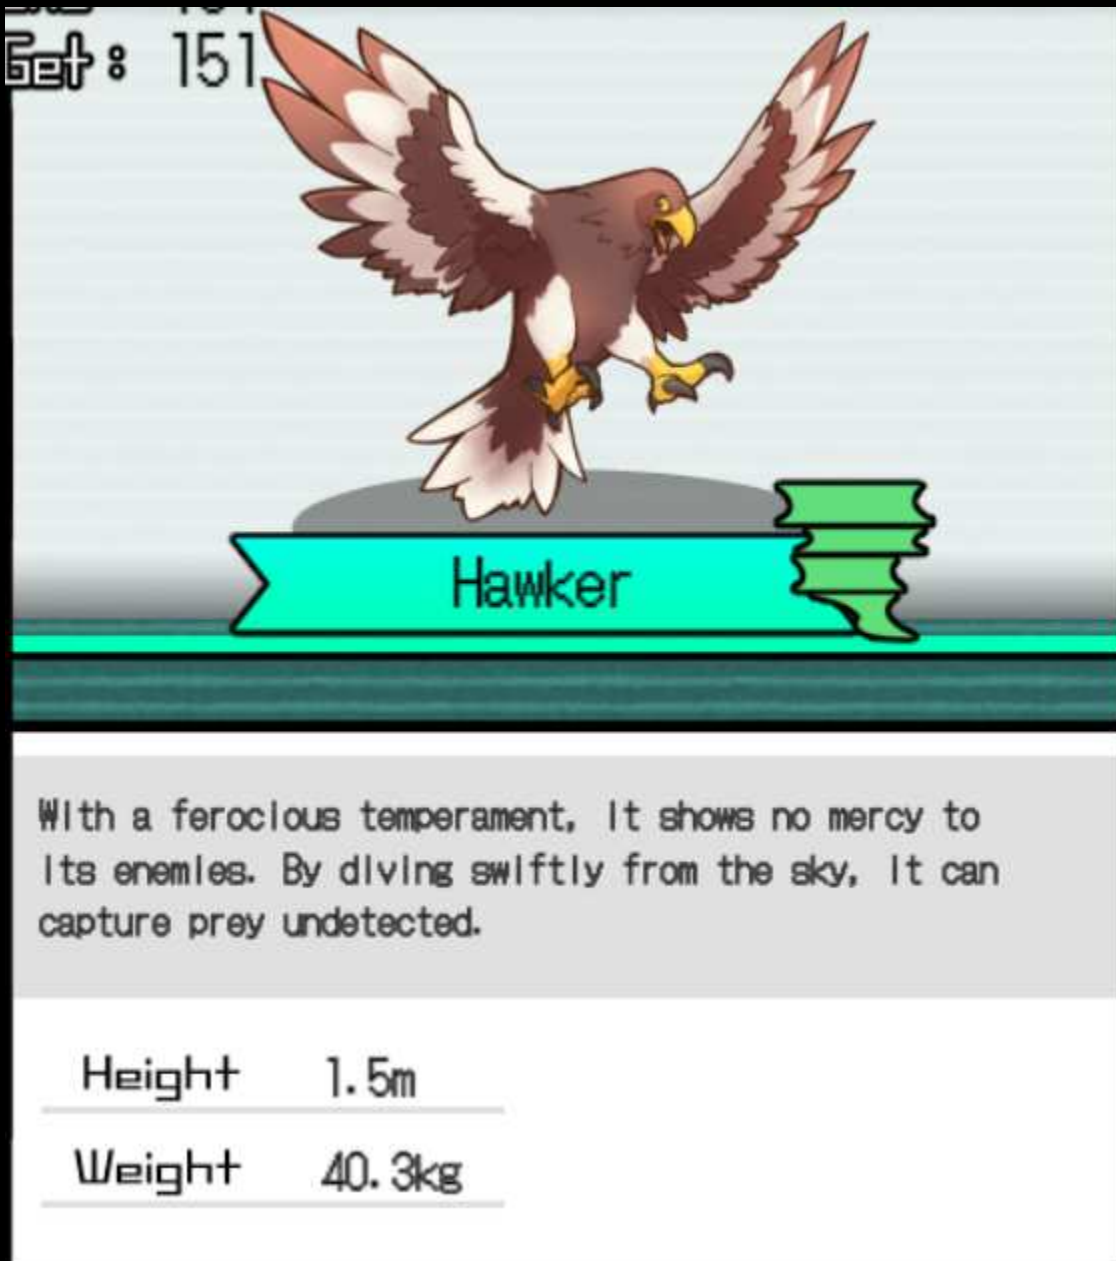 Get: 151
Hawker
With a ferocious temperament, it shows no mercy to
its enemies. By diving swiftly from the sky, it can
capture prey undetected.
Height 1.5m
Weight 40.3kg